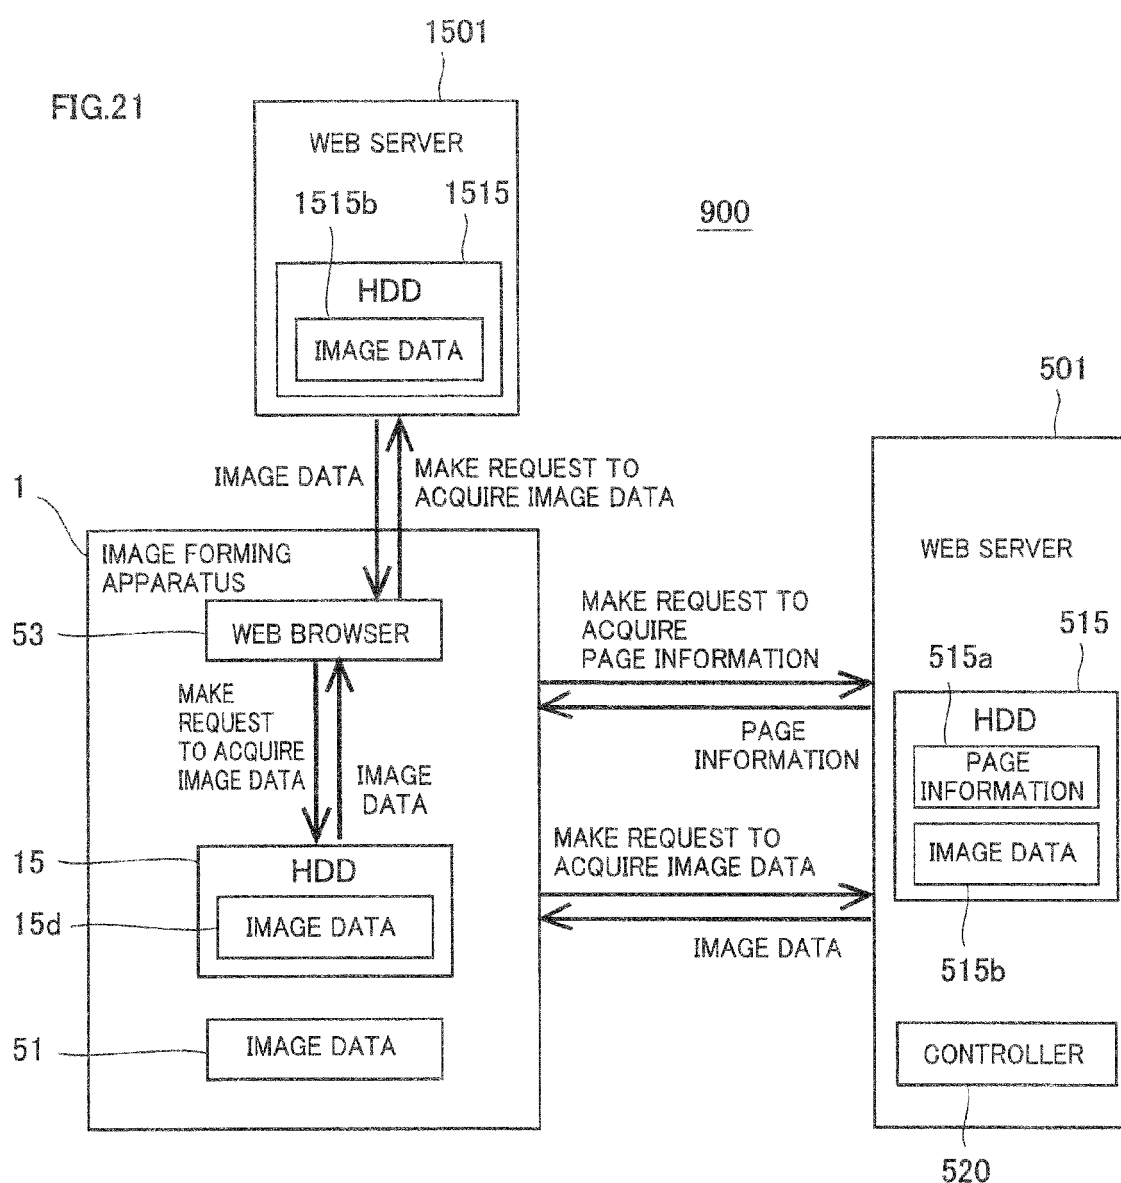 FIG.21
1501
WEB SERVER
1515b
1515
HDD
IMAGE DATA
900
IMAGE DATA
MAKE REQUEST TO
ACQUIRE IMAGE DATA
1
IMAGE FORMING
APPARATUS
53
WEB BROWSER
MAKE
REQUEST
TO ACQUIRE
IMAGE DATA
IMAGE
DATA
15
HDD
15d
IMAGE DATA
51
IMAGE DATA
MAKE REQUEST TO
ACQUIRE
PAGE INFORMATION
PAGE
INFORMATION
MAKE REQUEST TO
ACQUIRE IMAGE DATA
IMAGE DATA
501
WEB SERVER
515
515a
HDD
PAGE
INFORMATION
IMAGE DATA
515b
CONTROLLER
520